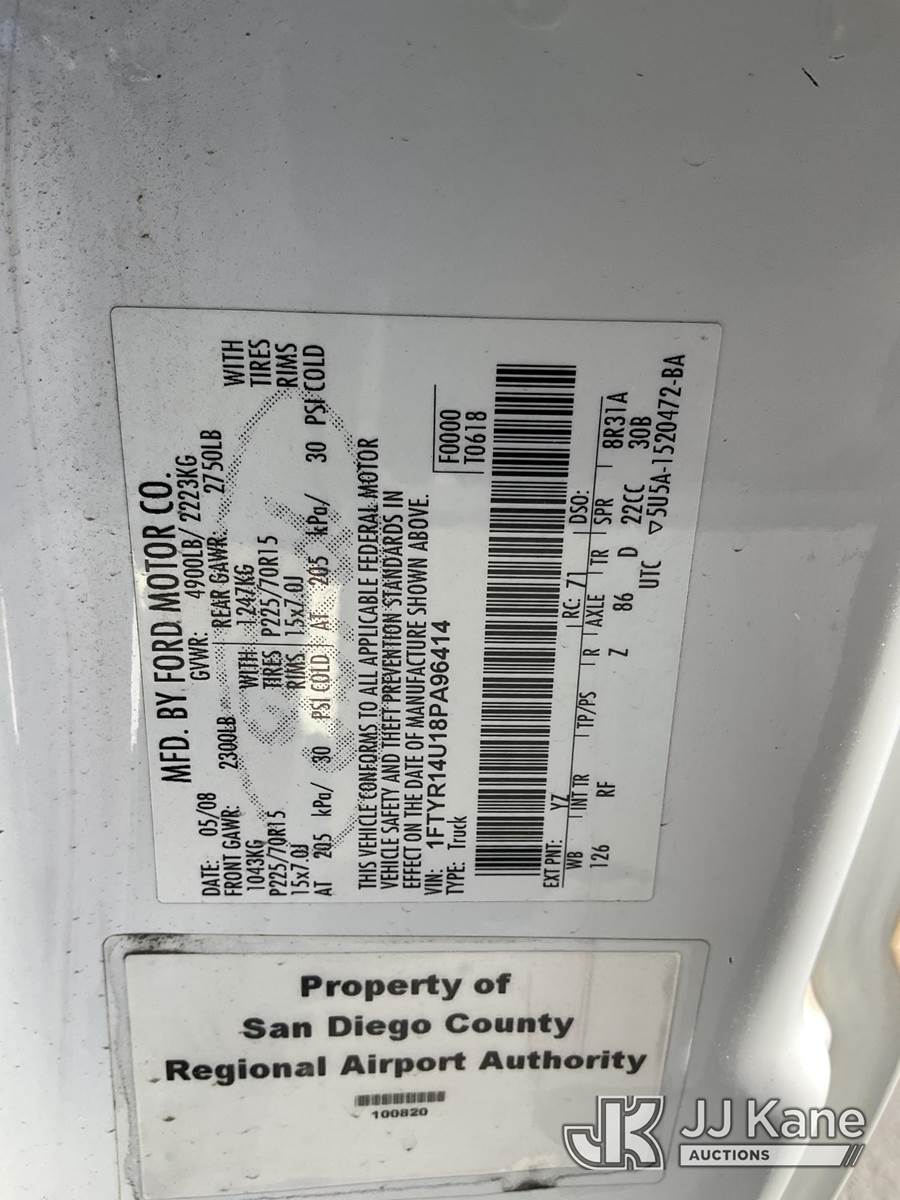 MFD. BY FORD MOTOR CO.
DATE: 05/08 GVWR: 4900LB/ 2223KG
FRONT GAWR: 2300LB REAR GAWR: 2750LB
1043KG WITH 1247KG WITH
P225/70R15 TIRES P225/70R15 TIRES
15x7.0J RIMS 15x7.0J RIMS
AT 205 kPa/ 30 PSI COLD AT 205 kPa/ 30 PSI COLD
THIS VEHICLE CONFORMS TO ALL APPLICABLE FEDERAL MOTOR
VEHICLE SAFETY AND THEFT PREVENTION STANDARDS IN
EFFECT ON THE DATE OF MANUFACTURE SHOWN ABOVE.
VIN: 1FTYR14U18PA96414 F0000
TYPE: Truck T0618
EXT PNT: YZ RC: 71 DSO:
WB INT TR TP/PS R AXLE TR SPR 8R31A
126 RF Z 86 D 22CC 30B
UTC ▽5U5A-1520472-BA
Property of
San Diego County
Regional Airport Authority
100820
JK JJ Kane
AUCTIONS